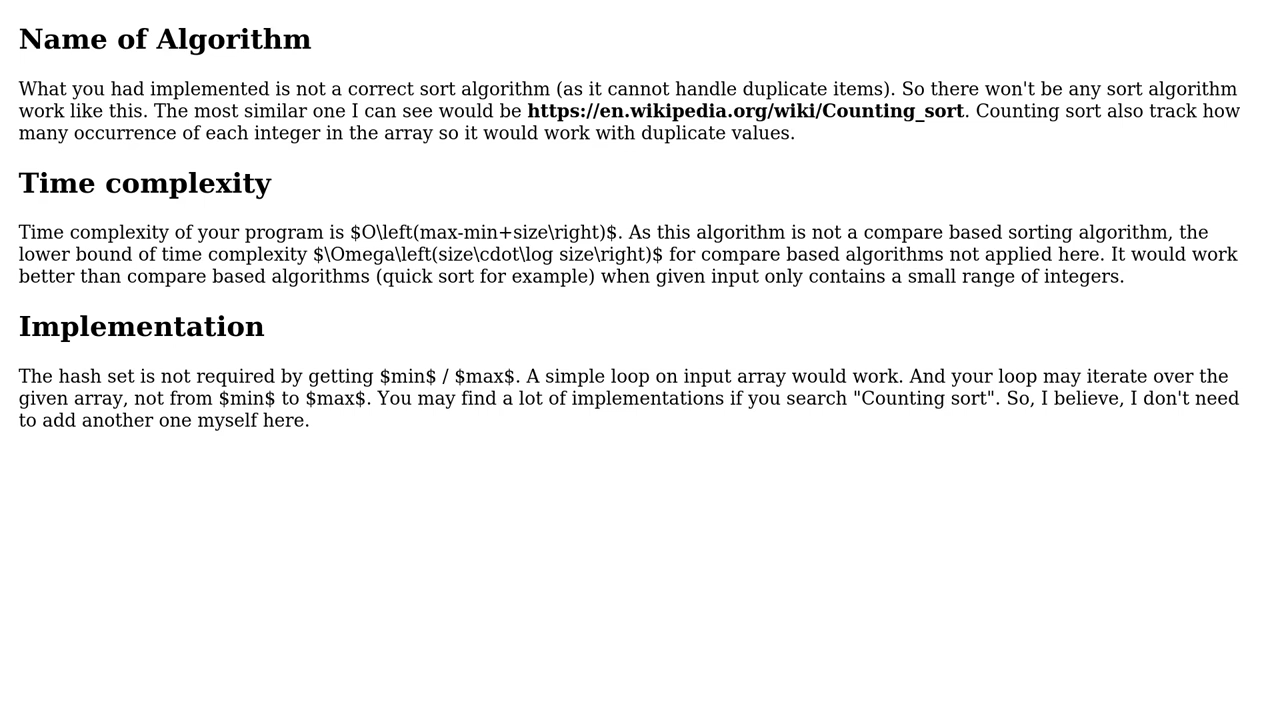 Name of Algorithm
What you had implemented is not a correct sort algorithm (as it cannot handle duplicate items). So there won't be any sort algorithm
work like this. The most similar one I can see would be https://en.wikipedia.org/wiki/Counting_sort. Counting sort also track how
many occurrence of each integer in the array so it would work with duplicate values.
Time complexity
Time complexity of your program is $O\left(max-min+size\right)$. As this algorithm is not a compare based sorting algorithm, the
lower bound of time complexity $\Omega\left(size\cdot\log size\right)$ for compare based algorithms not applied here. It would work
better than compare based algorithms (quick sort for example) when given input only contains a small range of integers.
Implementation
The hash set is not required by getting $min$ / $max$. A simple loop on input array would work. And your loop may iterate over the
given array, not from $min$ to $max$. You may find a lot of implementations if you search "Counting sort". So, I believe, I don't need
to add another one myself here.